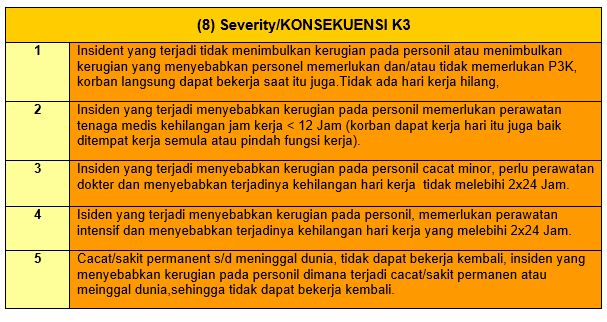 (8) Severity/KONSEKUENSI K3
1
Insident yang terjadi tidak menimbulkan kerugian pada personil atau menimbulkan
kerugian yang menyebabkan personel memerlukan dan/atau tidak memerlukan P3K,
korban langsung dapat bekerja saat itu juga.Tidak ada hari kerja hilang,
2
Insiden yang terjadi menyebabkan kerugian pada personil memerlukan perawatan
tenaga medis kehilangan jam kerja < 12 Jam (korban dapat kerja hari itu juga baik
ditempat kerja semula atau pindah fungsi kerja).
3
Insiden yang terjadi menyebabkan kerugian pada personil cacat minor, perlu perawatan
dokter dan menyebabkan terjadinya kehilangan hari kerja  tidak melebihi 2x24 Jam.
4
Isiden yang terjadi menyebabkan kerugian pada personil, memerlukan perawatan
intensif dan menyebabkan terjadinya kehilangan hari kerja yang melebihi 2x24 Jam.
5
Cacat/sakit permanent s/d meninggal dunia, tidak dapat bekerja kembali, insiden yang
menyebabkan kerugian pada personil dimana terjadi cacat/sakit permanen atau
meinggal dunia,sehingga tidak dapat bekerja kembali.